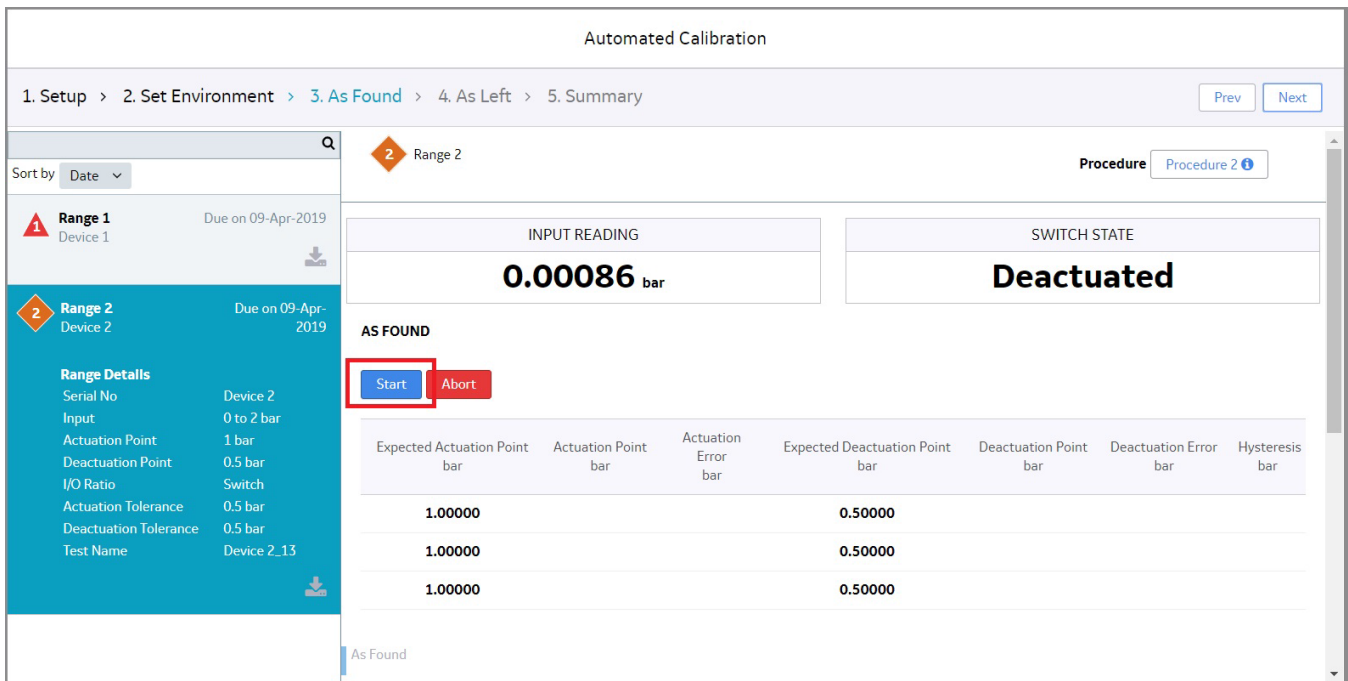 Automated Calibration
1. Setup > 2. Set Environment > 3. As Found > 4. As Left > 5. Summary
Prev Next
Sort by Date
1 Range 1 Due on 09-Apr-2019
Device 1
2 Range 2 Due on 09-Apr-
Device 2 2019
Range Details
Serial No Device 2
Input 0 to 2 bar
Actuation Point 1 bar
Deactuation Point 0.5 bar
I/O Ratio Switch
Actuation Tolerance 0.5 bar
Deactuation Tolerance 0.5 bar
Test Name Device 2_13
2 Range 2
Procedure Procedure 2
INPUT READING
0.00086 bar
SWITCH STATE
Deactuated
AS FOUND
Start Abort
Expected Actuation Point
bar
Actuation Point
bar
Actuation
Error
bar
Expected Deactuation Point
bar
Deactuation Point
bar
Deactuation Error
bar
Hysteresis
bar
1.00000 0.50000
1.00000 0.50000
1.00000 0.50000
As Found